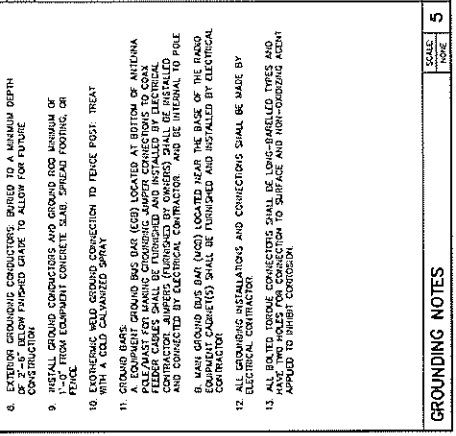 8. EXTERIOR GROUNDING CONDUCTORS: BURIED TO A MINIMUM DEPTH
OF 2'-6" BELOW FINISHED GRADE TO ALLOW FOR FUTURE
CONSTRUCTION
9. INSTALL GROUND CONDUCTORS AND GROUND ROD MINIMUM OF
1'-0" FROM EQUIPMENT CONCRETE SLAB, SPREAD FOOTING, OR
FENCE
10. EXOTHERMIC WELD GROUND CONNECTION TO FENCE POST: TREAT
WITH A COLD GALVANIZED SPRAY
11. GROUND BARS:
A. EQUIPMENT GROUND BUS BAR (EGB) LOCATED AT BOTTOM OF ANTENNA
POLE/MAST FOR MAKING GROUNDING JUMPER CONNECTIONS TO COAX
FEEDER CABLES SHALL BE FURNISHED AND INSTALLED BY ELECTRICAL
CONTRACTOR. JUMPERS (FURNISHED BY OWNERS) SHALL BE INSTALLED
AND CONNECTED BY ELECTRICAL CONTRACTOR. AND BE INTERNAL TO POLE
B. MAIN GROUND BUS BAR (MGB) LOCATED NEAR THE BASE OF THE RADIO
EQUIPMENT CABINET(S) SHALL BE FURNISHED AND INSTALLED BY ELECTRICAL
CONTRACTOR
12. ALL GROUNDING INSTALLATIONS AND CONNECTIONS SHALL BE MADE BY
ELECTRICAL CONTRACTOR.
13. ALL BOLTED TORQUE CONNECTORS SHALL BE LONG-BARELLED TYPES AND
HAVE TWO HOLES FOR CONNECTION TO SURFACE AND NON-OXIDIZING AGENT
APPLIED TO INHIBIT CORROSION
GROUNDING NOTES
SCALE:
NONE
5